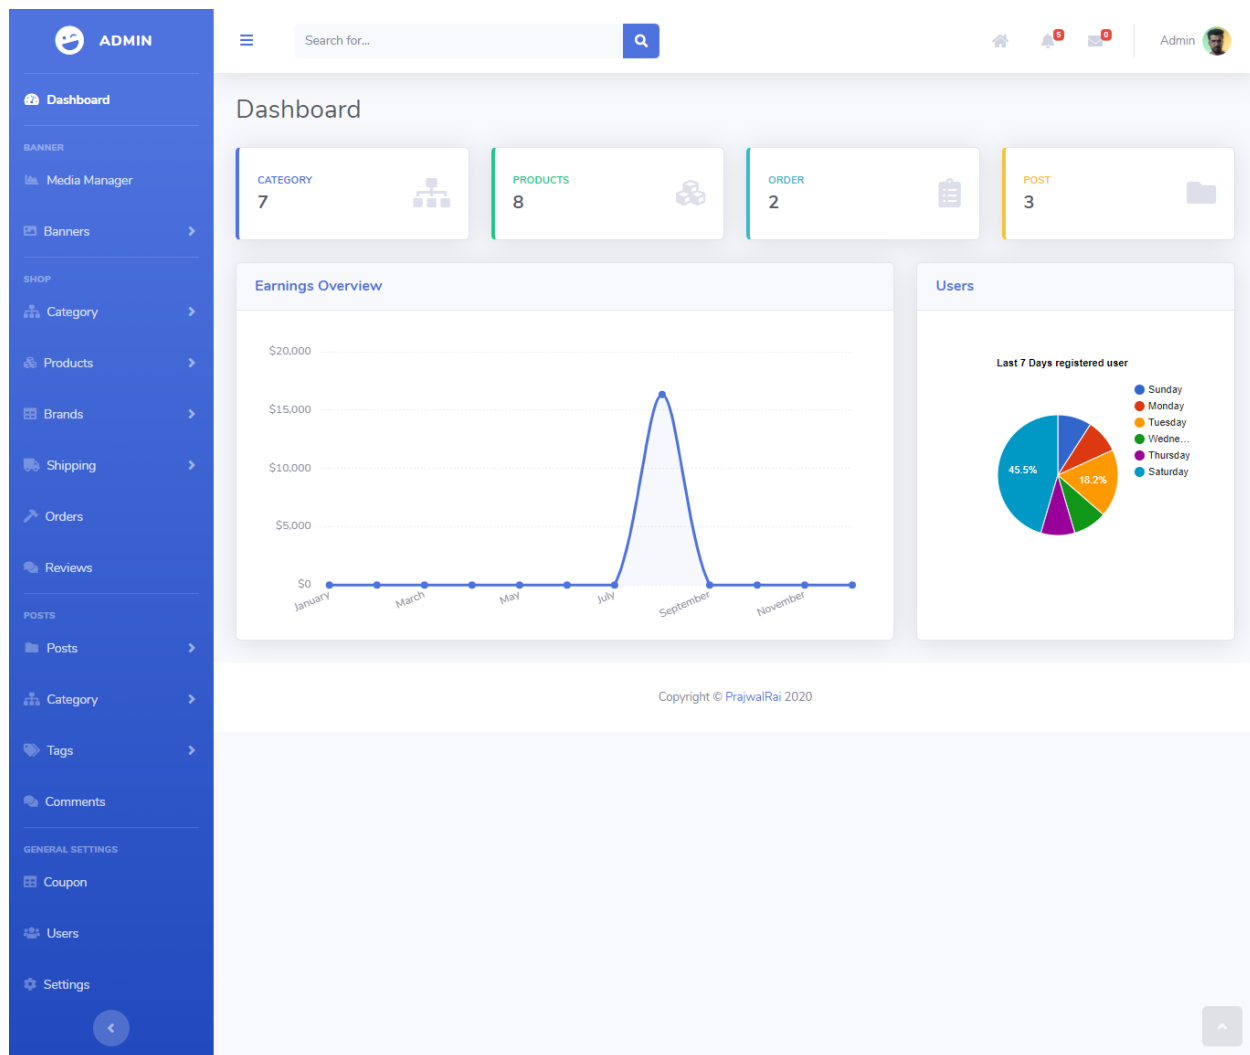 ADMIN
Search for...
5
0
Admin
Dashboard
BANNER
Media Manager
Banners
SHOP
Category
Products
Brands
Shipping
Orders
Reviews
POSTS
Posts
Category
Tags
Comments
GENERAL SETTINGS
Coupon
Users
Settings
Dashboard
CATEGORY
7
PRODUCTS
8
ORDER
2
POST
3
Earnings Overview
$20,000
$15,000
$10,000
$5,000
$0
January
March
May
July
September
November
Users
Last 7 Days registered user
Sunday
Monday
Tuesday
Wedne...
Thursday
Saturday
45.5%
18.2%
Copyright © PrajwalRai 2020